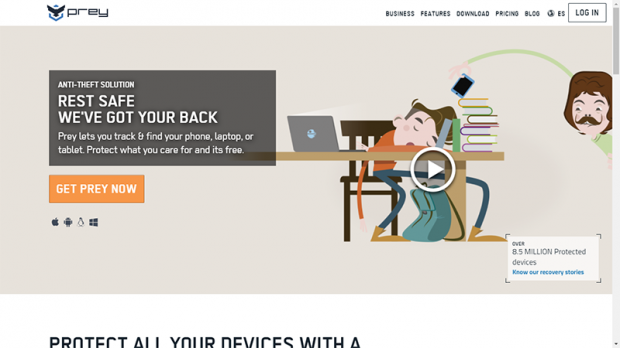 prey
BUSINESS FEATURES DOWNLOAD PRICING BLOG ES LOG IN
ANTI-THEFT SOLUTION
REST SAFE
WE'VE GOT YOUR BACK
Prey lets you track & find your phone, laptop, or
tablet. Protect what you care for and its free.
GET PREY NOW
OVER
8.5 MILLION Protected
devices
Know our recovery stories
PROTECT ALL YOUR DEVICES WITH A